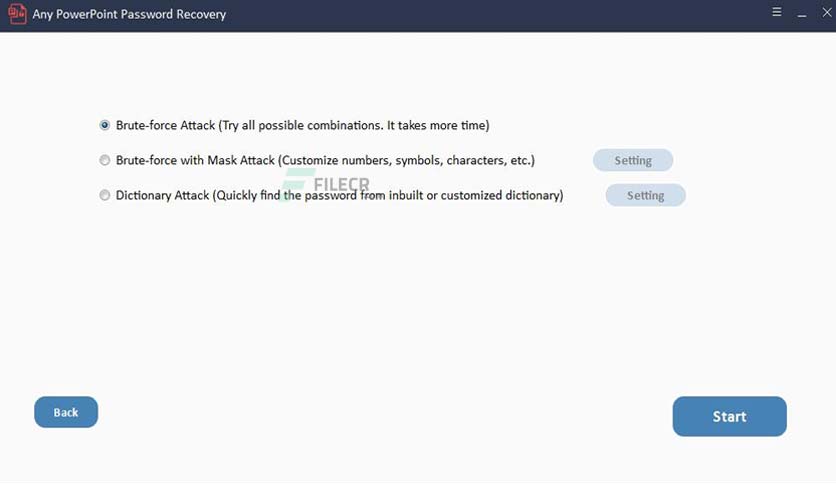 Any PowerPoint Password Recovery
Brute-force Attack (Try all possible combinations. It takes more time)
Brute-force with Mask Attack (Customize numbers, symbols, characters, etc.)
Setting
FILECR
Dictionary Attack (Quickly find the password from inbuilt or customized dictionary)
Setting
Back
Start